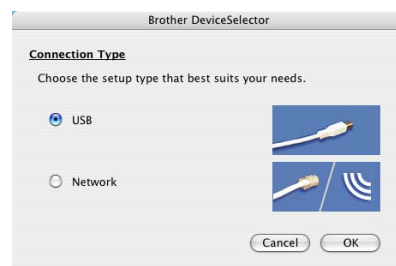 Brother DeviceSelector
Connection Type
Choose the setup type that best suits your needs.
USB
Network
Cancel OK